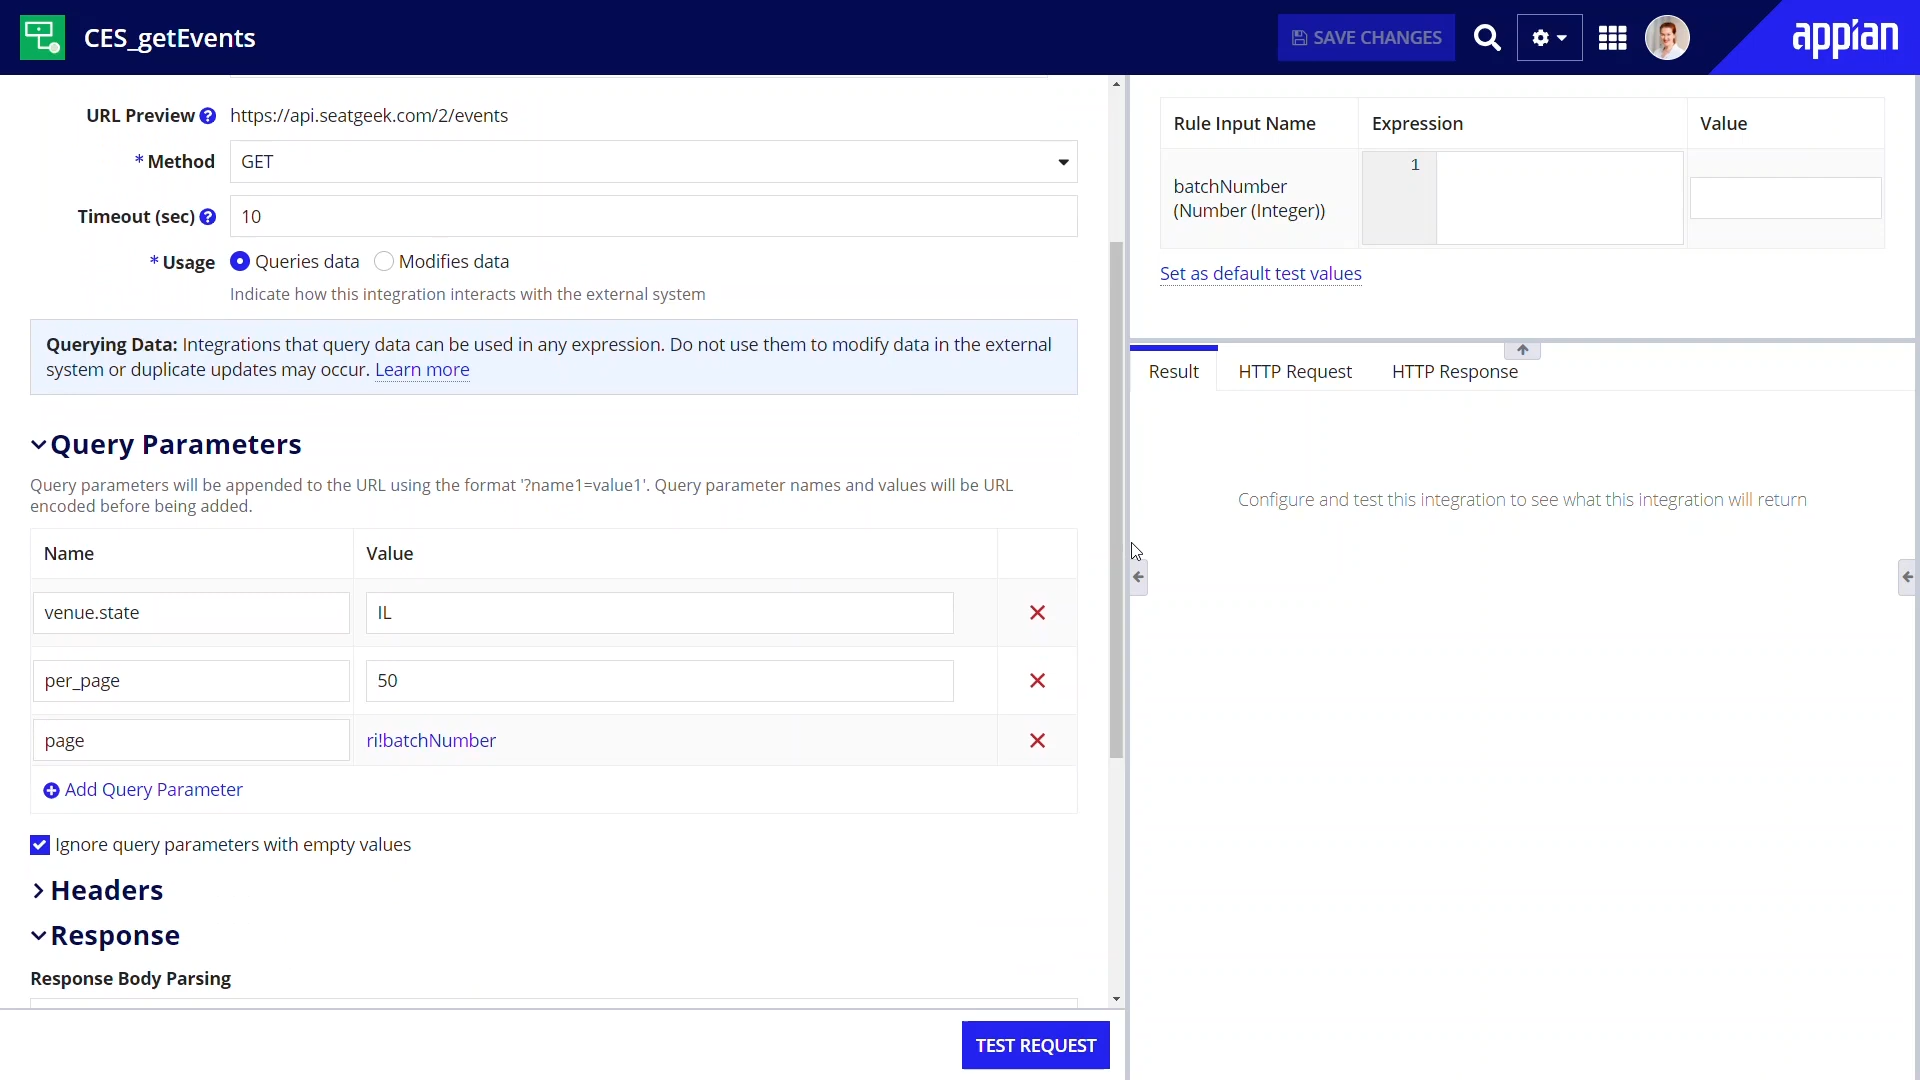 CES_getEvents
SAVE CHANGES
appian
URL Preview ? https://api.seatgeek.com/2/events
* Method GET
Timeout (sec) ? 10
* Usage Queries data Modifies data
Indicate how this integration interacts with the external system
Querying Data: Integrations that query data can be used in any expression. Do not use them to modify data in the external
system or duplicate updates may occur. Learn more
Query Parameters
Query parameters will be appended to the URL using the format '?name1=value1'. Query parameter names and values will be URL
encoded before being added.
Name Value
venue.state IL
per_page 50
page ri!batchNumber
Add Query Parameter
Ignore query parameters with empty values
Headers
Response
Response Body Parsing
TEST REQUEST
Rule Input Name Expression Value
batchNumber
(Number (Integer))
1
Set as default test values
Result HTTP Request HTTP Response
Configure and test this integration to see what this integration will return